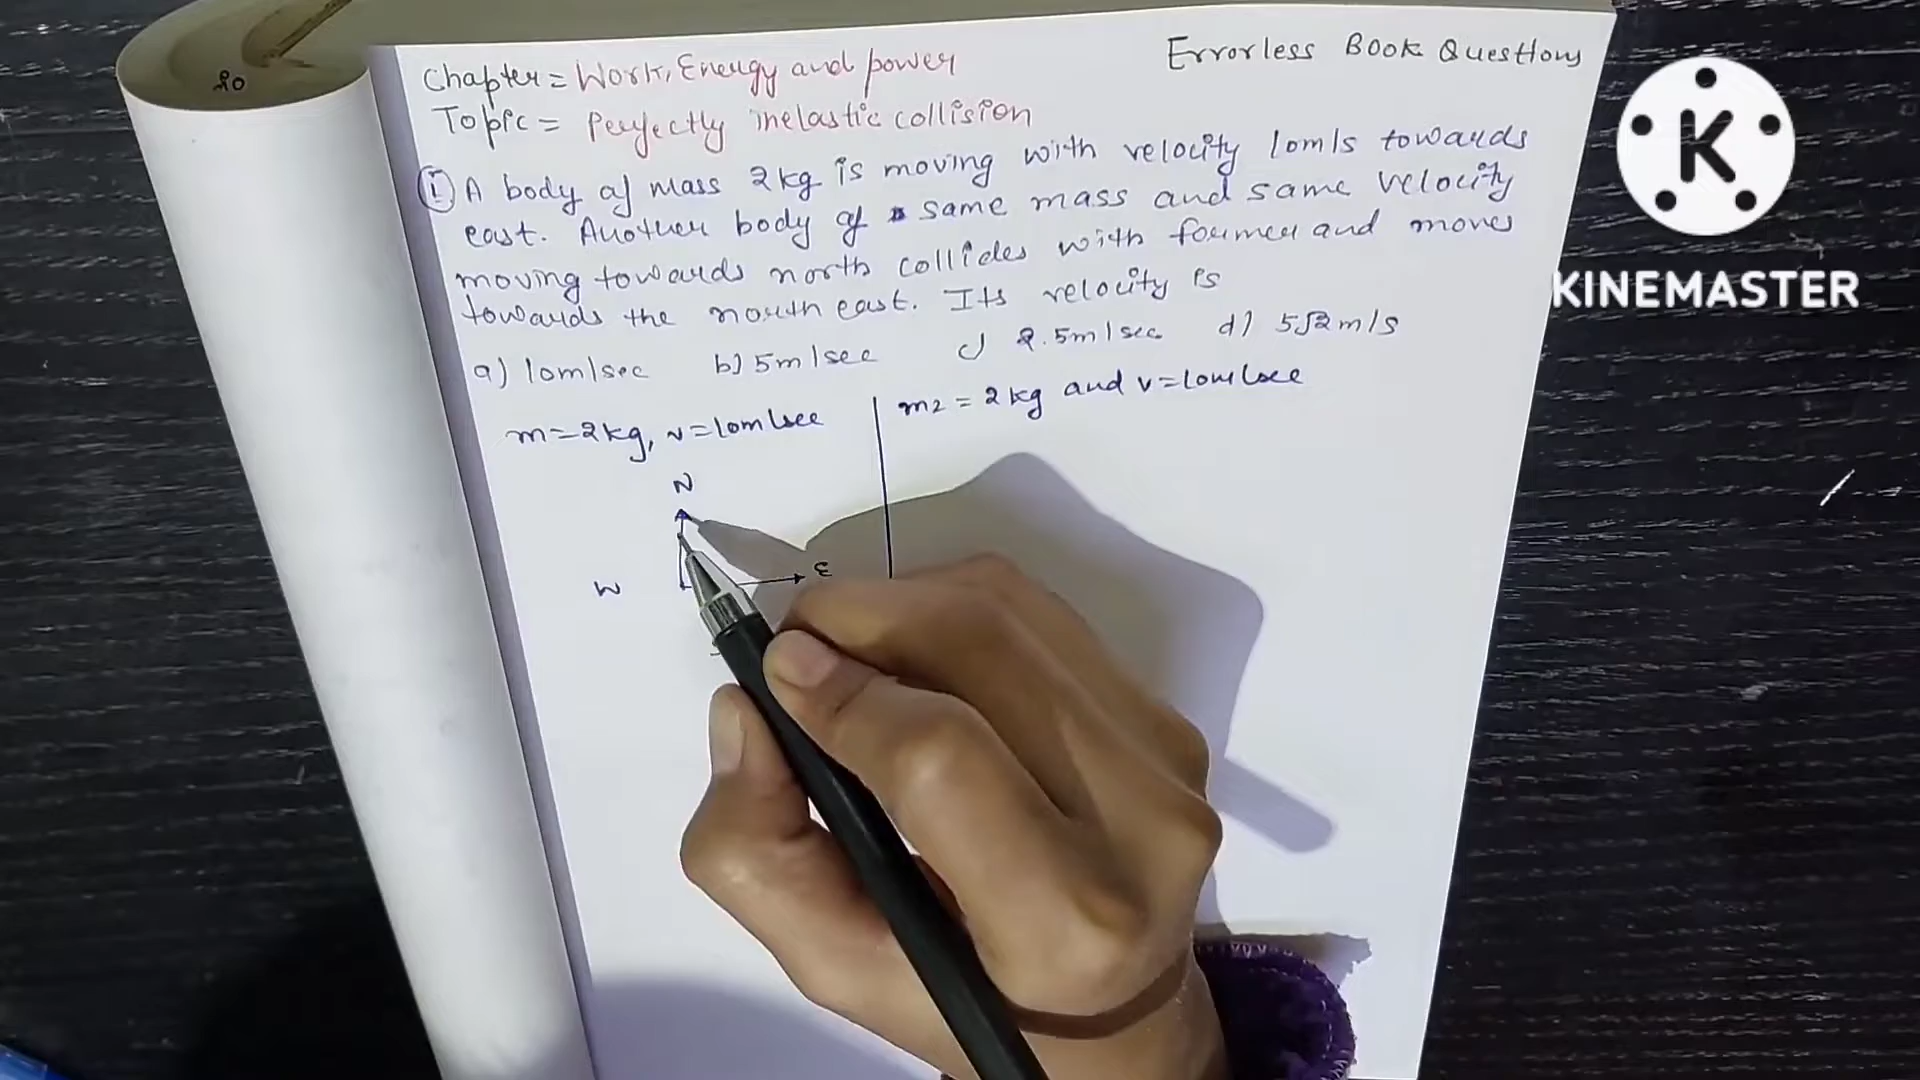 20
Errorless Book Questions
Chapter = Work, Energy and power
Topic = Perfectly inelastic collision
K
KINEMASTER
① A body of mass 2kg is moving with velocity 10m/s towards
east. Another body of same mass and same velocity
moving towards north collides with former and moves
towards the north east. Its velocity is
a) 10m/sec b) 5m/sec c) 2.5m/sec d) 5√2 m/s
m=2kg, v=10m/sec
m2 = 2kg and v=10m/sec
N
E
W